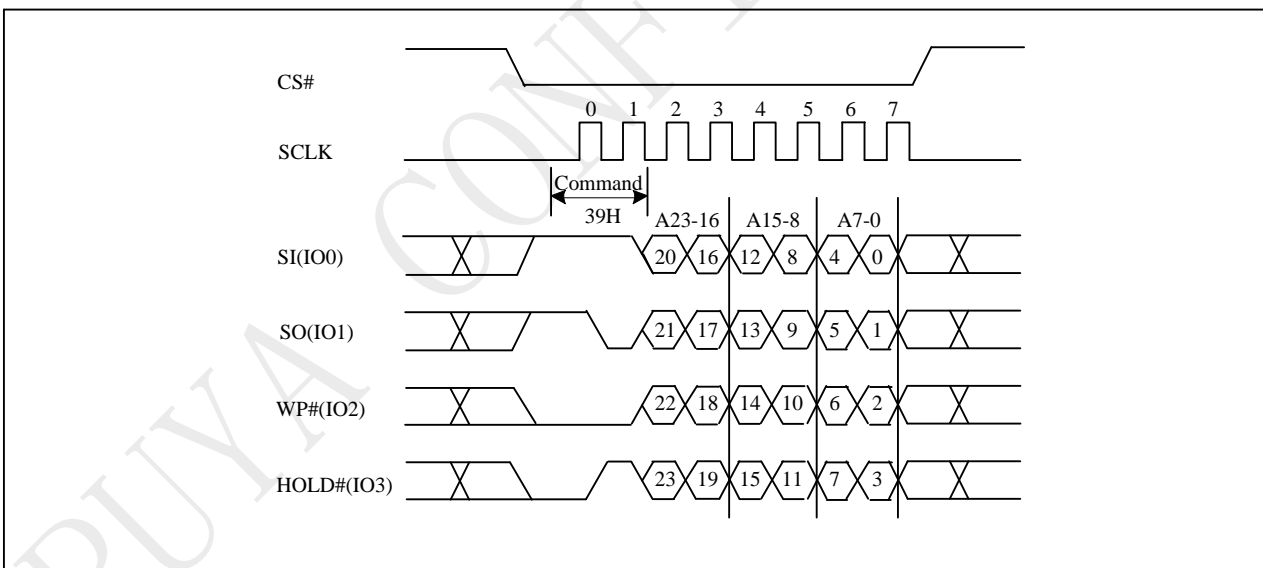 PUYA CONF
CS#
0 1 2 3 4 5 6 7
SCLK
Command
39H
A23-16 A15-8 A7-0
SI(IO0) 20 16 12 8 4 0
SO(IO1) 21 17 13 9 5 1
WP#(IO2) 22 18 14 10 6 2
HOLD#(IO3) 23 19 15 11 7 3